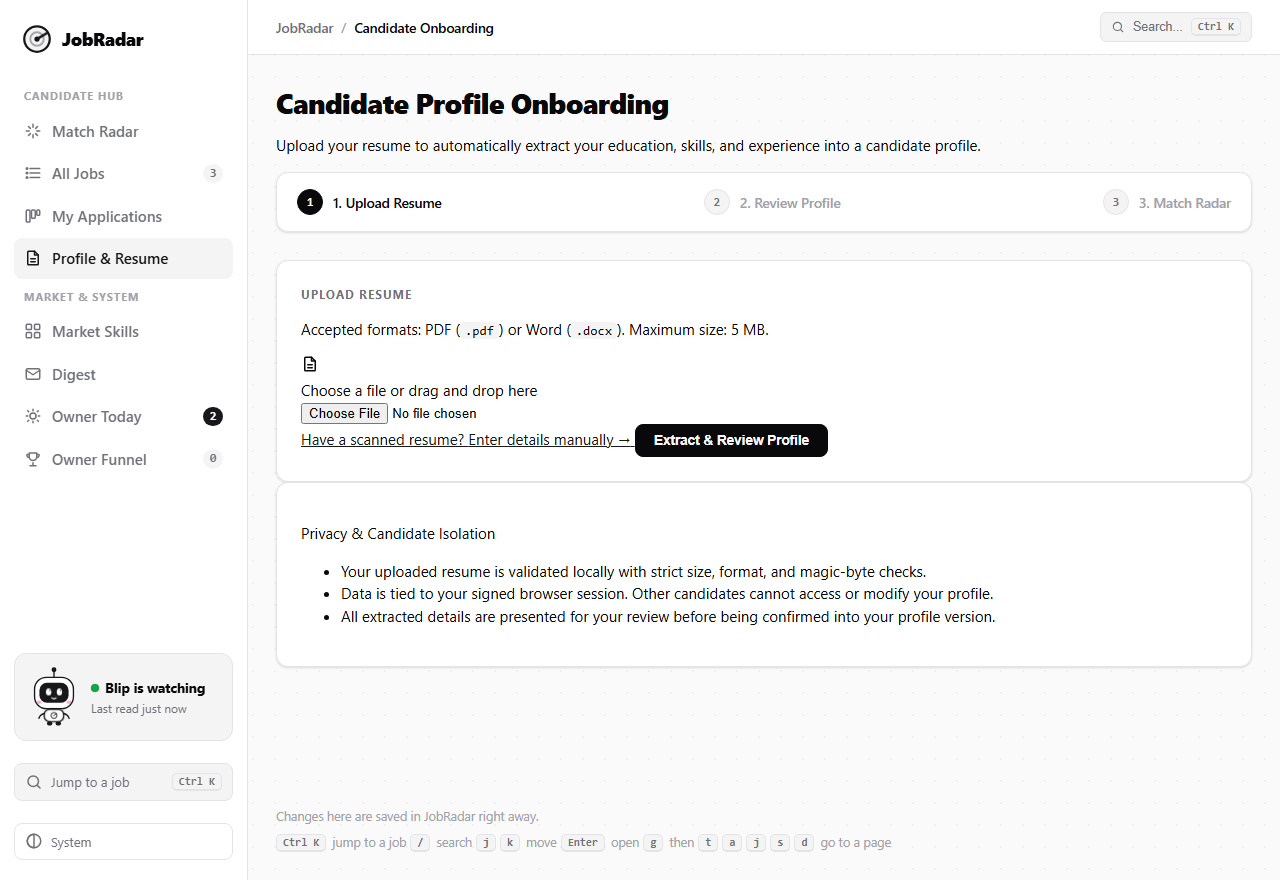 JobRadar
CANDIDATE HUB
Match Radar
All Jobs 3
My Applications
Profile & Resume
MARKET & SYSTEM
Market Skills
Digest
Owner Today 2
Owner Funnel 0
Blip is watching
Last read just now
Jump to a job Ctrl K
System
JobRadar / Candidate Onboarding
Search... Ctrl K
Candidate Profile Onboarding
Upload your resume to automatically extract your education, skills, and experience into a candidate profile.
1 1. Upload Resume 2 2. Review Profile 3 3. Match Radar
UPLOAD RESUME
Accepted formats: PDF ( .pdf ) or Word ( .docx ). Maximum size: 5 MB.
Choose a file or drag and drop here
Choose File No file chosen
Have a scanned resume? Enter details manually → Extract & Review Profile
Privacy & Candidate Isolation
• Your uploaded resume is validated locally with strict size, format, and magic-byte checks.
• Data is tied to your signed browser session. Other candidates cannot access or modify your profile.
• All extracted details are presented for your review before being confirmed into your profile version.
Changes here are saved in JobRadar right away.
Ctrl K jump to a job / search j k move Enter open g then t a j s d go to a page